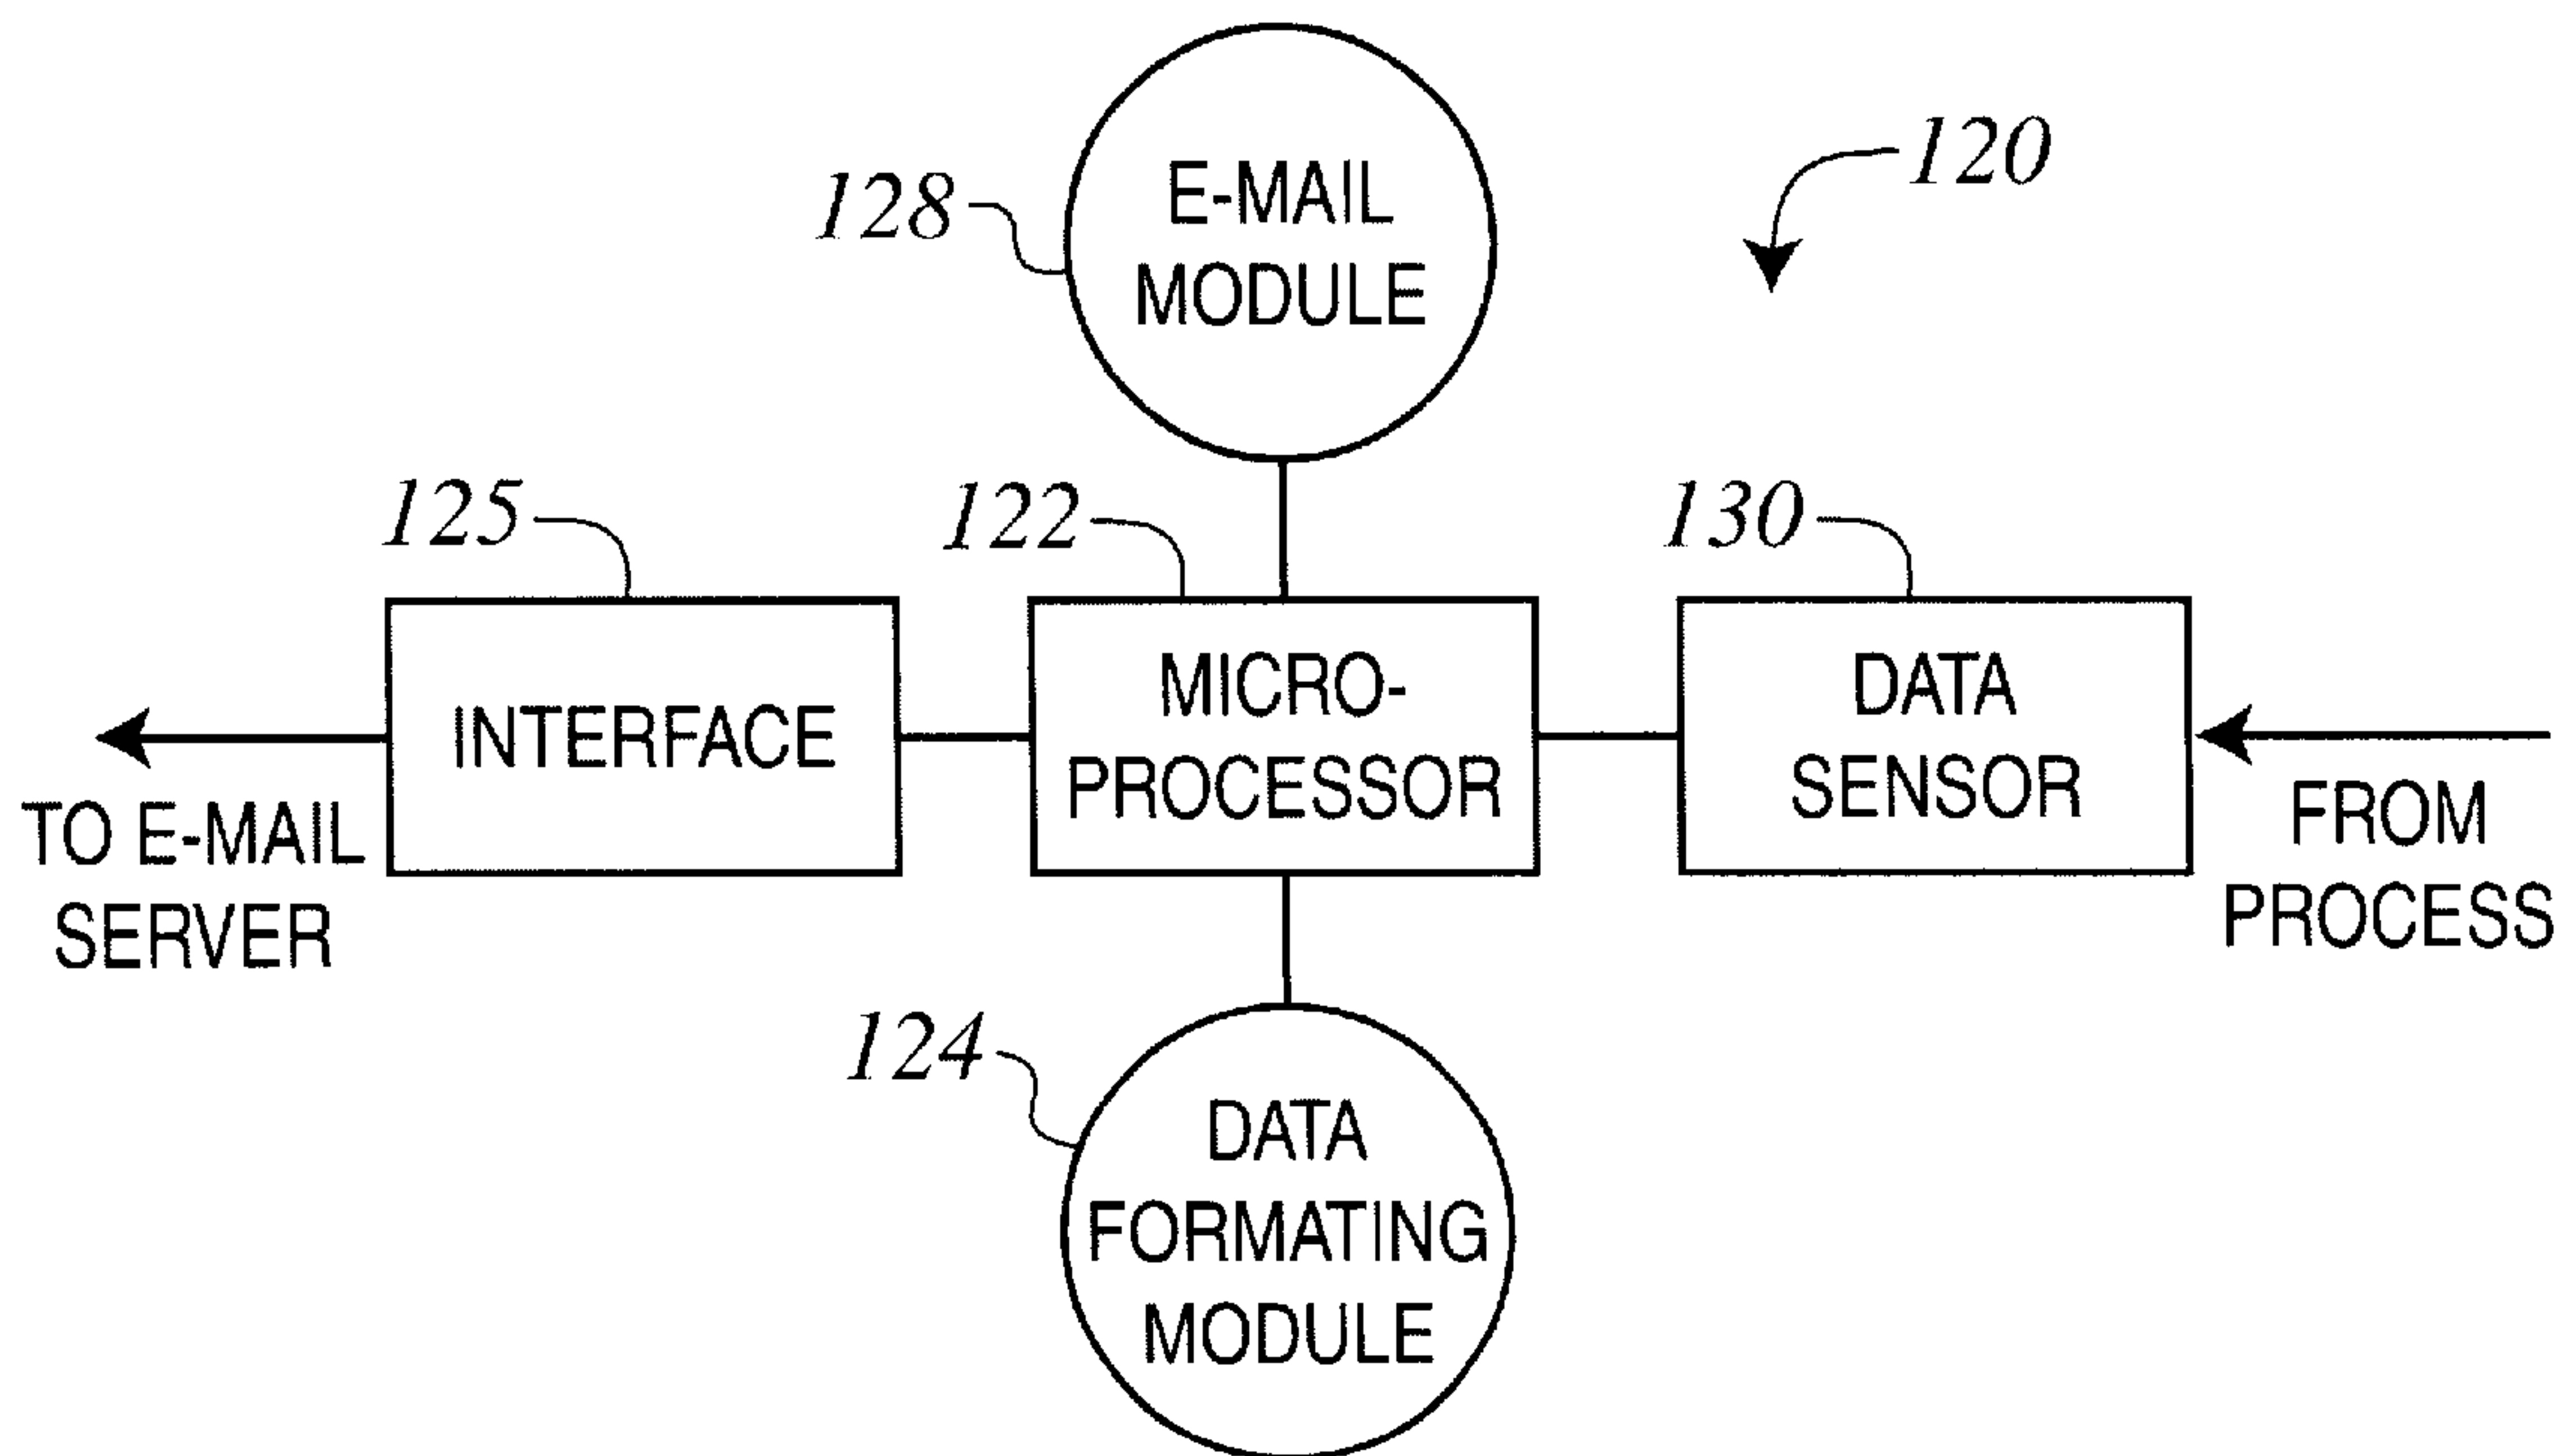 E-MAIL
MODULE
128
120
125
122
130
INTERFACE
MICRO-
PROCESSOR
DATA
SENSOR
TO E-MAIL
SERVER
FROM
PROCESS
124
DATA
FORMATING
MODULE